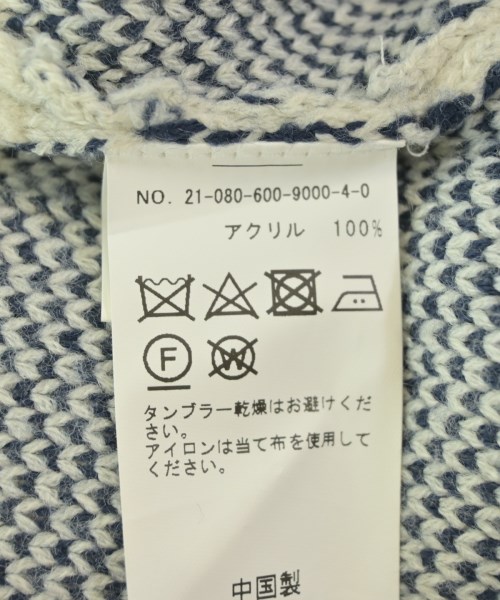 NO. 21-080-600-9000-4-0
アクリル 100%
F W
タンブラー乾燥はお避けくだ
さい。
アイロンは当て布を使用して
ください。
中国製